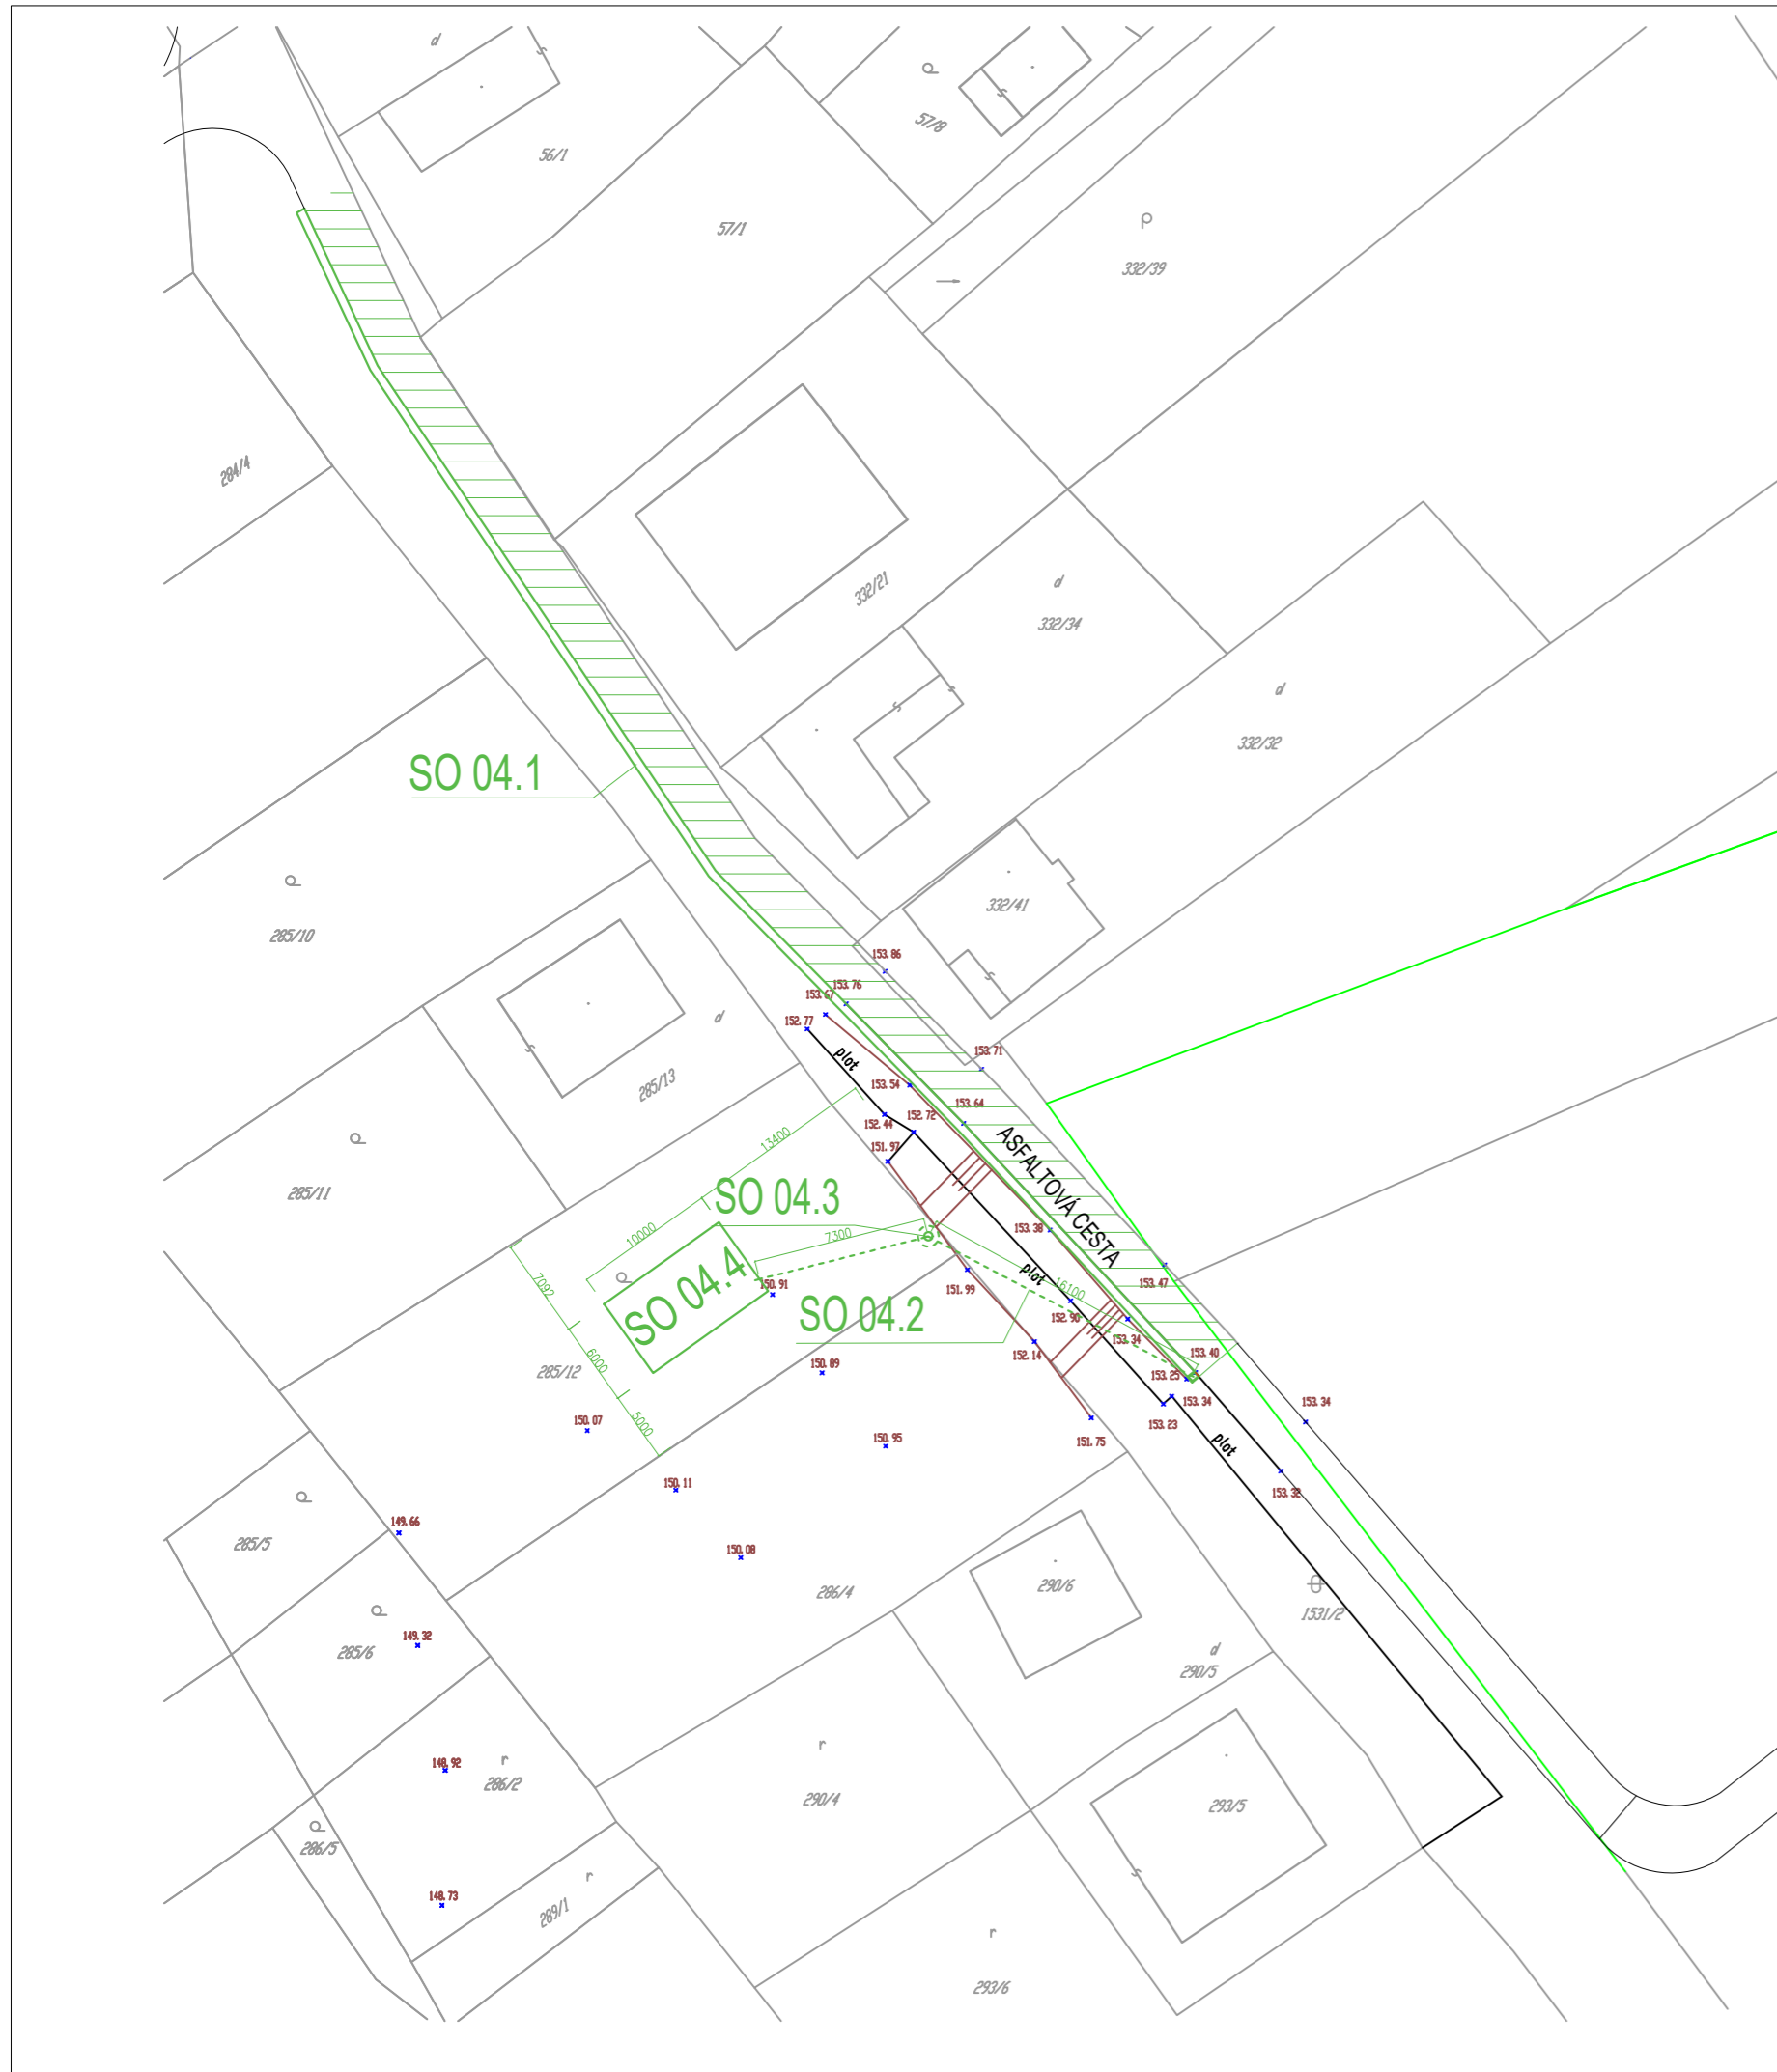 d
s
56/1
ρ
57/8
s
57/1
ρ
332/39
284/4
332/21
d
332/34
s
s
d
332/32
SO 04.1
ρ
285/10
332/41
s
153.86
153.76
153.67
152.77
plot
153.71
s
d
285/13
153.54
153.64
152.72
152.44
151.97
ASFALTOVÁ CESTA
ρ
285/11
13400
SO 04.3
10000
7300
153.38
7092
ρ
SO 04.4
150.91
plot
16100
153.47
151.99
SO 04.2
152.90
153.34
152.14
153.40
6000
285/12
150.89
153.25
153.34
153.23
153.34
5000
150.07
151.75
plot
150.95
150.11
153.32
ρ
149.66
285/5
150.08
286/4
290/6
1531/2
ρ
149.32
285/6
d
290/5
148.92
r
286/2
r
290/4
293/5
ρ
286/5
s
r
148.73
289/1
r
293/6